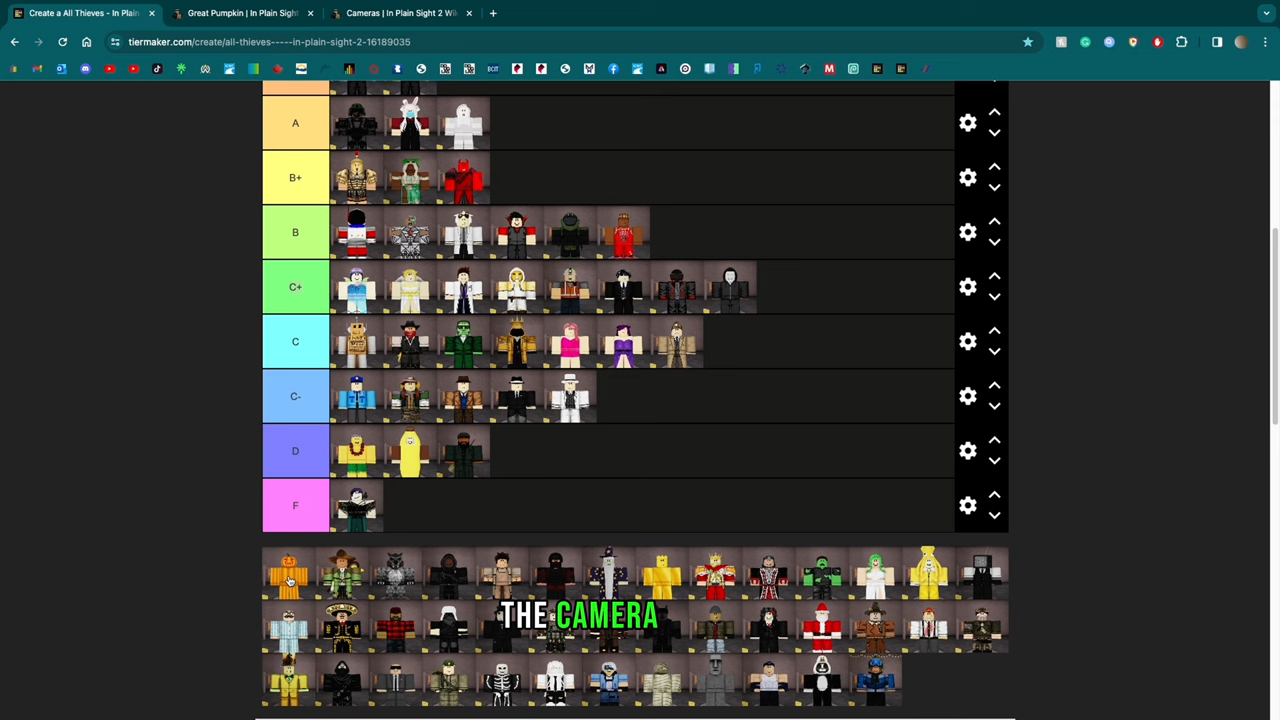 Create a All Thieves - In Plain
Great Pumpkin | In Plain Sight
Cameras | In Plain Sight 2 Wik
tiermaker.com/create/all-thieves-----in-plain-sight-2-16189035
A
B+
B
C+
C
C-
D
F
THE CAMERA